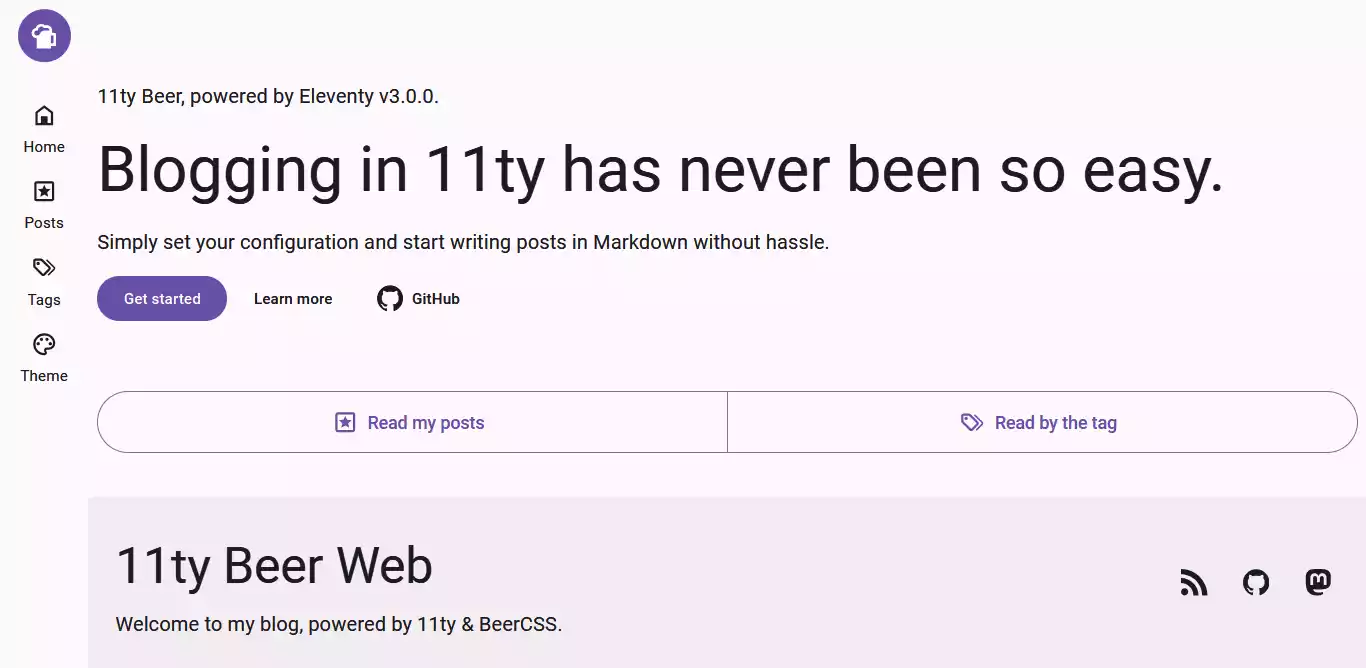 11ty Beer, powered by Eleventy v3.0.0.
Home
Blogging in 11ty has never been so easy.
Posts
Simply set your configuration and start writing posts in Markdown without hassle.
Tags
Get started Learn more GitHub
Theme
Read my posts Read by the tag
11ty Beer Web
Welcome to my blog, powered by 11ty & BeerCSS.